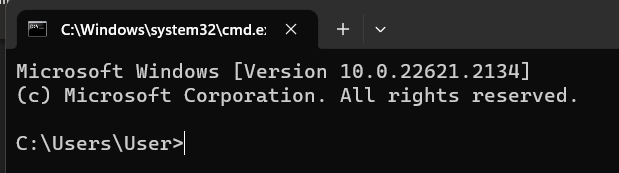 C:\Windows\system32\cmd.e
Microsoft Windows [Version 10.0.22621.2134]
(c) Microsoft Corporation. All rights reserved.
C:\Users\User>